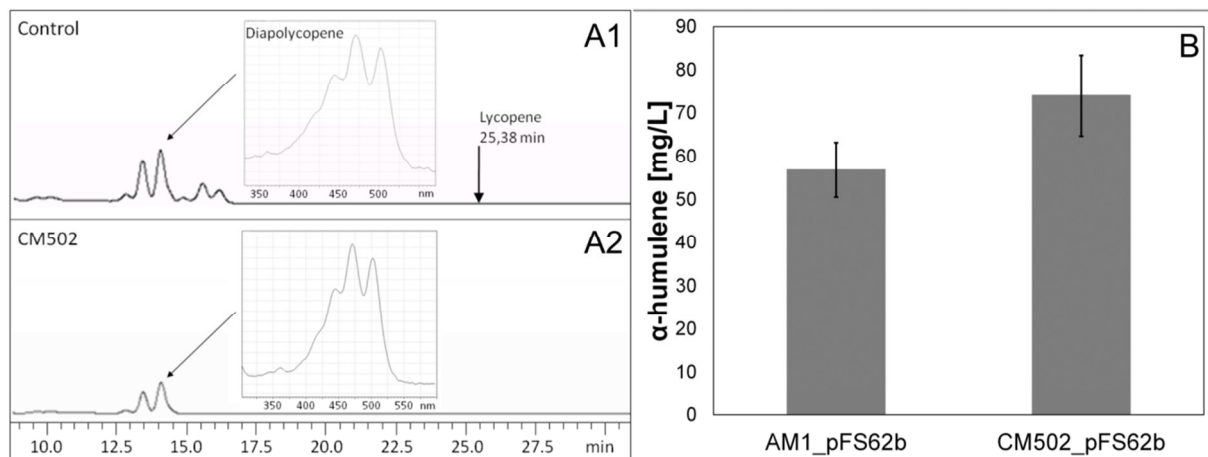 Control
A1
Diapolycopene
350 400 450 500 nm
Lycopene
25,38 min
CM502
A2
350 400 450 500 550 nm
10.0 12.5 15.0 17.5 20.0 22.5 25.0 27.5 min
B
α-humulene [mg/L]
90
80
70
60
50
40
30
20
10
0
AM1_pFS62b CM502_pFS62b